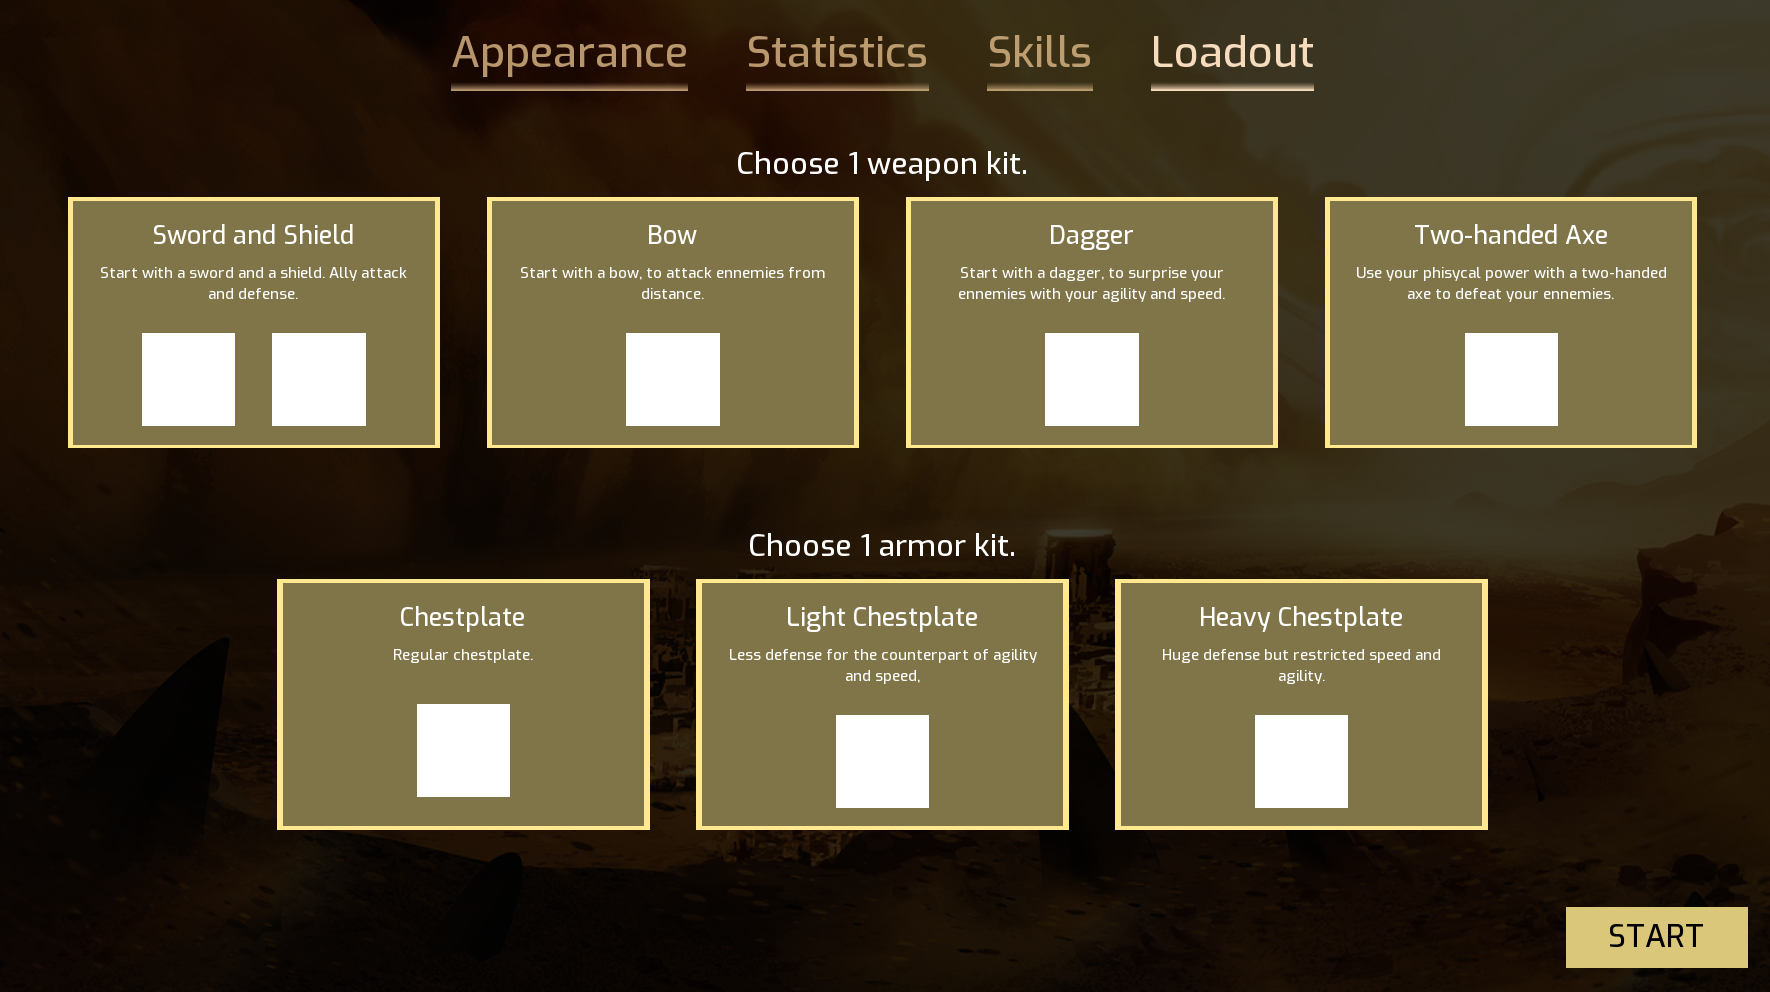 Appearance Statistics Skills Loadout
Choose 1 weapon kit.
Sword and Shield
Start with a sword and a shield. Ally attack
and defense.
Bow
Start with a bow, to attack ennemies from
distance.
Dagger
Start with a dagger, to surprise your
ennemies with your agility and speed.
Two-handed Axe
Use your phisycal power with a two-handed
axe to defeat your ennemies.
Choose 1 armor kit.
Chestplate
Regular chestplate.
Light Chestplate
Less defense for the counterpart of agility
and speed,
Heavy Chestplate
Huge defense but restricted speed and
agility.
START